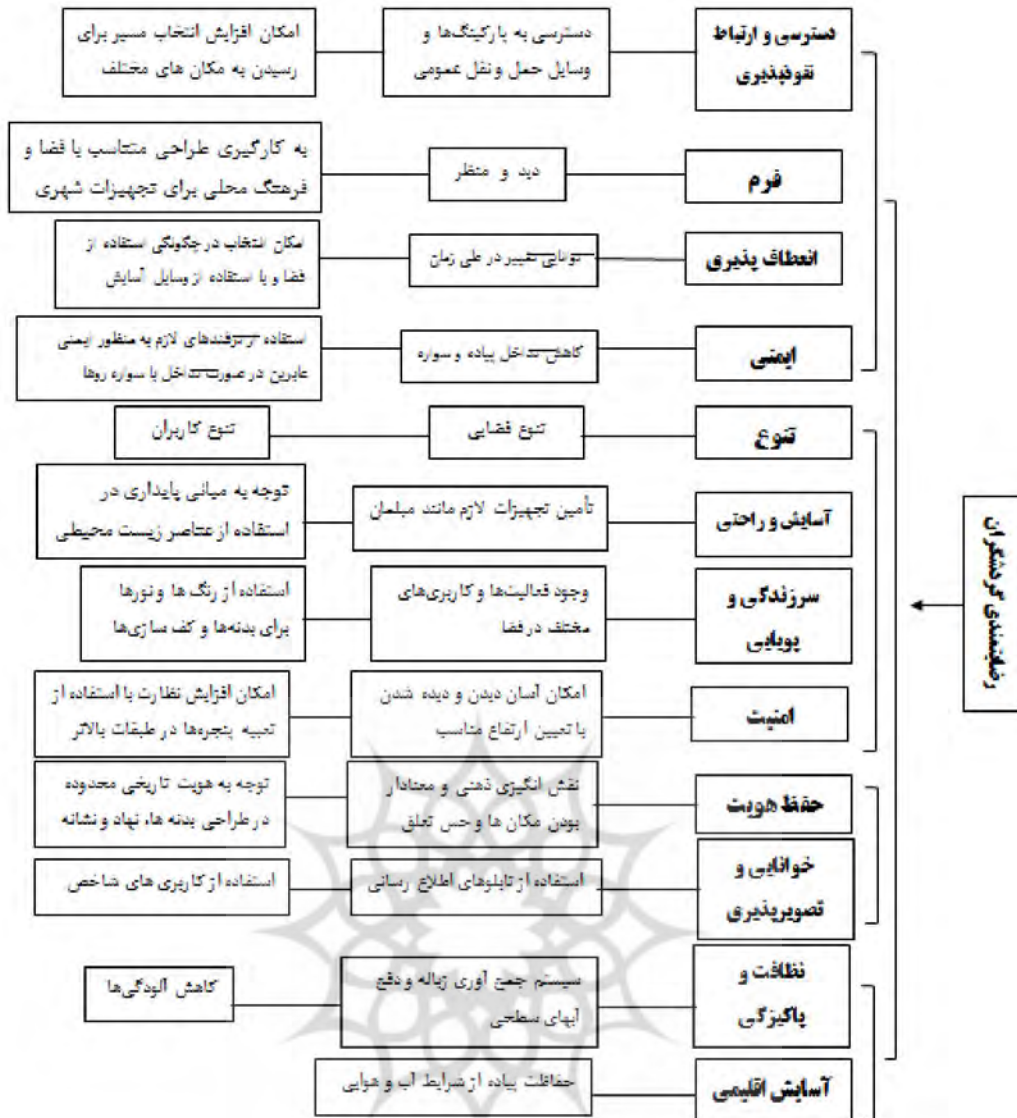 دسترسی و ارتباط
نفوذپذیری
دسترسی به پارکینگ‌ها و
وسایل حمل و نقل عمومی
امکان افزایش انتخاب مسیر برای
رسیدن به مکان های مختلف
فرم
دید و منظر
به کارگیری طراحی متناسب با فضا و
فرهنگ محلی برای تجهیزات شهری
انعطاف پذیری
توانایی تغییر در طی زمان
امکان انتخاب در چگونگی استفاده از
فضا و یا استفاده از وسایل آسایش
ایمنی
کاهش تداخل پیاده و سواره
استفاده از ترفندهای لازم به منظور ایمنی
عابرین در صورت تداخل با سواره روها
تنوع
تنوع فضایی
تنوع کاربران
آسایش و راحتی
تأمین تجهیزات لازم مانند مبلمان
توجه به مبانی پایداری در
استفاده از عناصر زیست محیطی
سرزندگی و
پویایی
وجود فعالیت‌ها و کاربری‌های
مختلف در فضا
استفاده از رنگ ها و نورها
برای بدنه‌ها و کف سازی‌ها
امنیت
امکان آسان دیدن و دیده شدن
با تعیین ارتفاع مناسب
امکان افزایش نظارت با استفاده از
تعبیه پنجره‌ها در طبقات بالاتر
حفظ هویت
نقش انگیزی ذهنی و معنادار
بودن مکان ها و حس تعلق
توجه به هویت تاریخی محدوده
در طراحی بدنه ها، نهاد و نشانه
خوانایی و
تصویرپذیری
استفاده از تابلوهای اطلاع رسانی
استفاده از کاربری های شاخص
نظافت و
پاکیزگی
سیستم جمع آوری زباله و دفع
آبهای سطحی
کاهش آلودگی‌ها
آسایش اقلیمی
حفاظت پیاده از شرایط آب و هوایی
رضایتمندی گردشگران